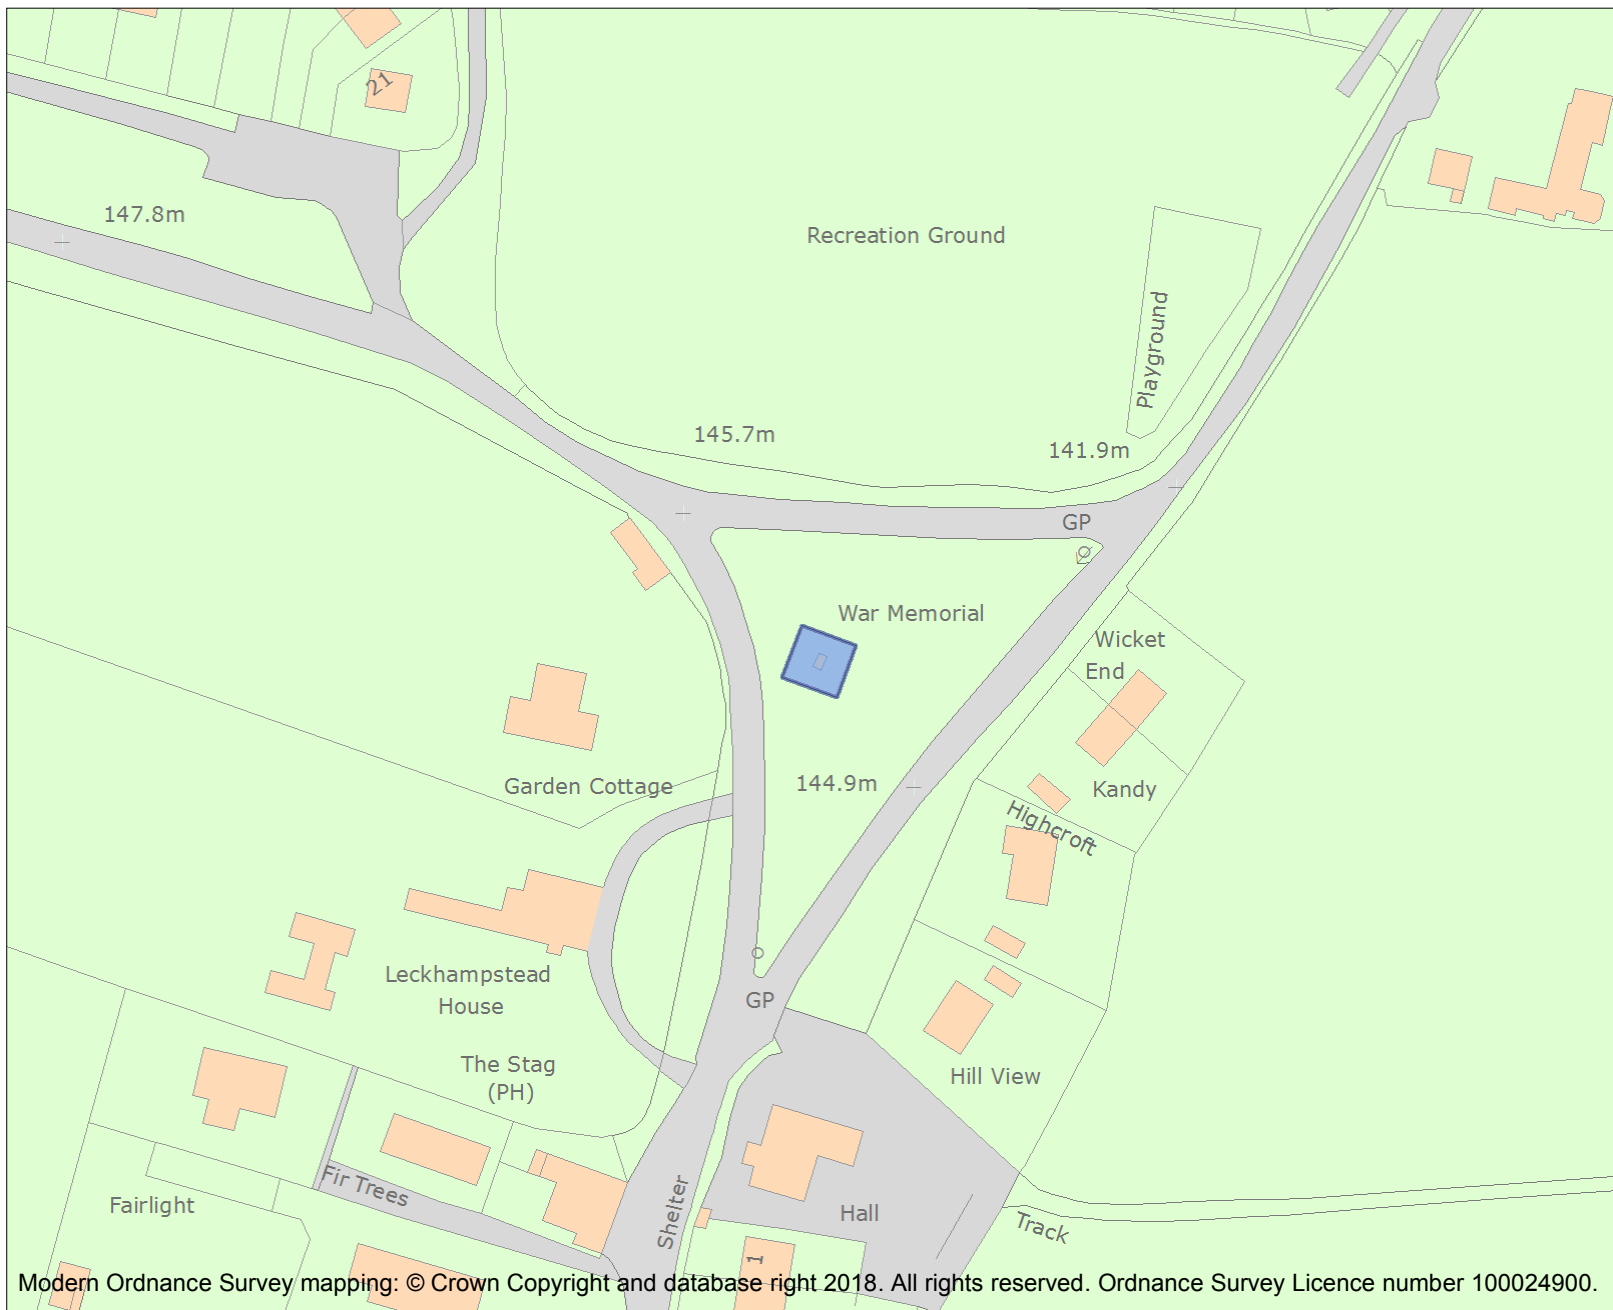 21
147.8m
Recreation Ground
Playground
145.7m
141.9m
GP
War Memorial
Wicket
End
Garden Cottage
144.9m
Kandy
Highcroft
Leckhampstead
House
GP
The Stag
(PH)
Hill View
Fir Trees
Fairlight
Shelter
Hall
Track
1
Modern Ordnance Survey mapping: © Crown Copyright and database right 2018. All rights reserved. Ordnance Survey Licence number 100024900.